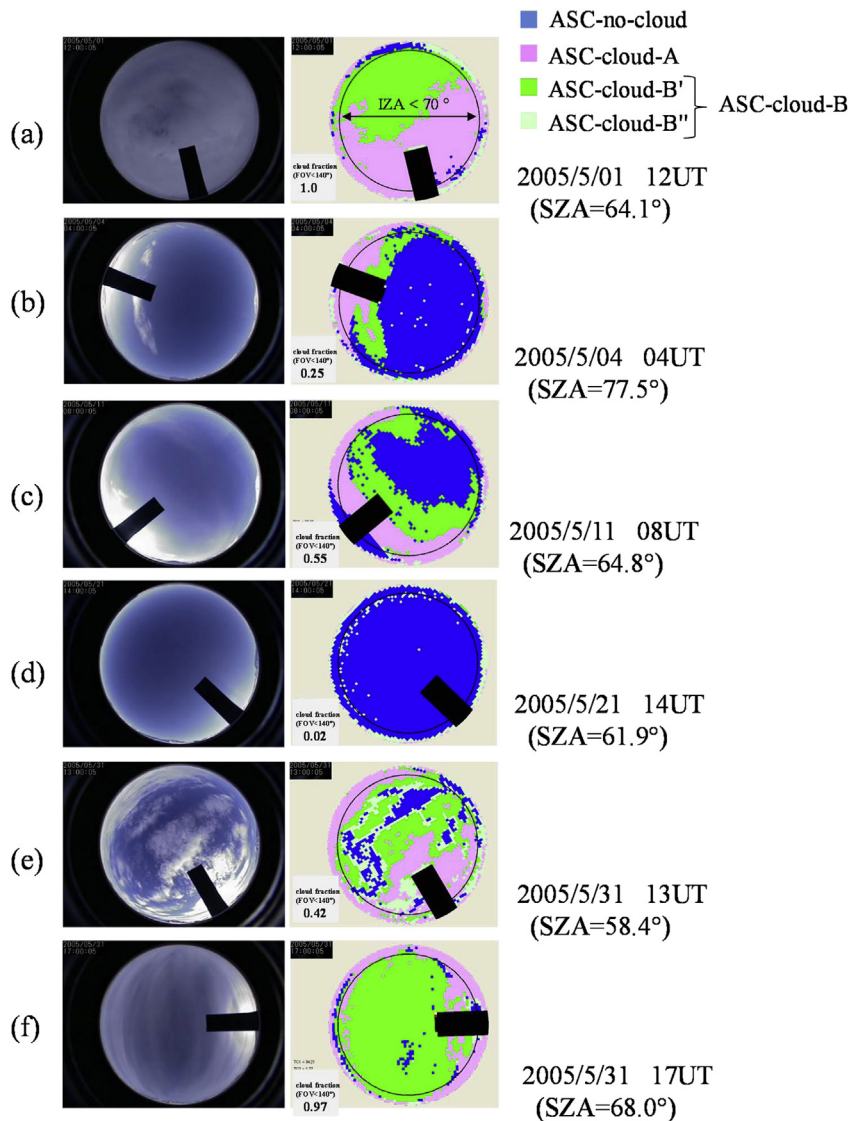 ASC-no-cloud
ASC-cloud-A
ASC-cloud-B'
ASC-cloud-B"
ASC-cloud-B
(a)
2005/05/01
12:00:05
2005/05/01
12:00:05
IZA < 70 °
cloud fraction
(FOV<140°)
1.0
2005/5/01 12UT
(SZA=64.1°)
(b)
2005/05/04
04:00:05
2005/05/04
04:00:05
cloud fraction
(FOV<140°)
0.25
2005/5/04 04UT
(SZA=77.5°)
(c)
2005/05/11
08:00:05
2005/05/11
08:00:05
cloud fraction
(FOV<140°)
0.55
2005/5/11 08UT
(SZA=64.8°)
(d)
2005/05/21
14:00:05
2005/05/21
14:00:05
cloud fraction
(FOV<140°)
0.02
2005/5/21 14UT
(SZA=61.9°)
(e)
2005/05/31
13:00:05
2005/05/31
13:00:05
cloud fraction
(FOV<140°)
0.42
2005/5/31 13UT
(SZA=58.4°)
(f)
2005/05/31
17:00:05
2005/05/31
17:00:05
cloud fraction
(FOV<140°)
0.97
2005/5/31 17UT
(SZA=68.0°)